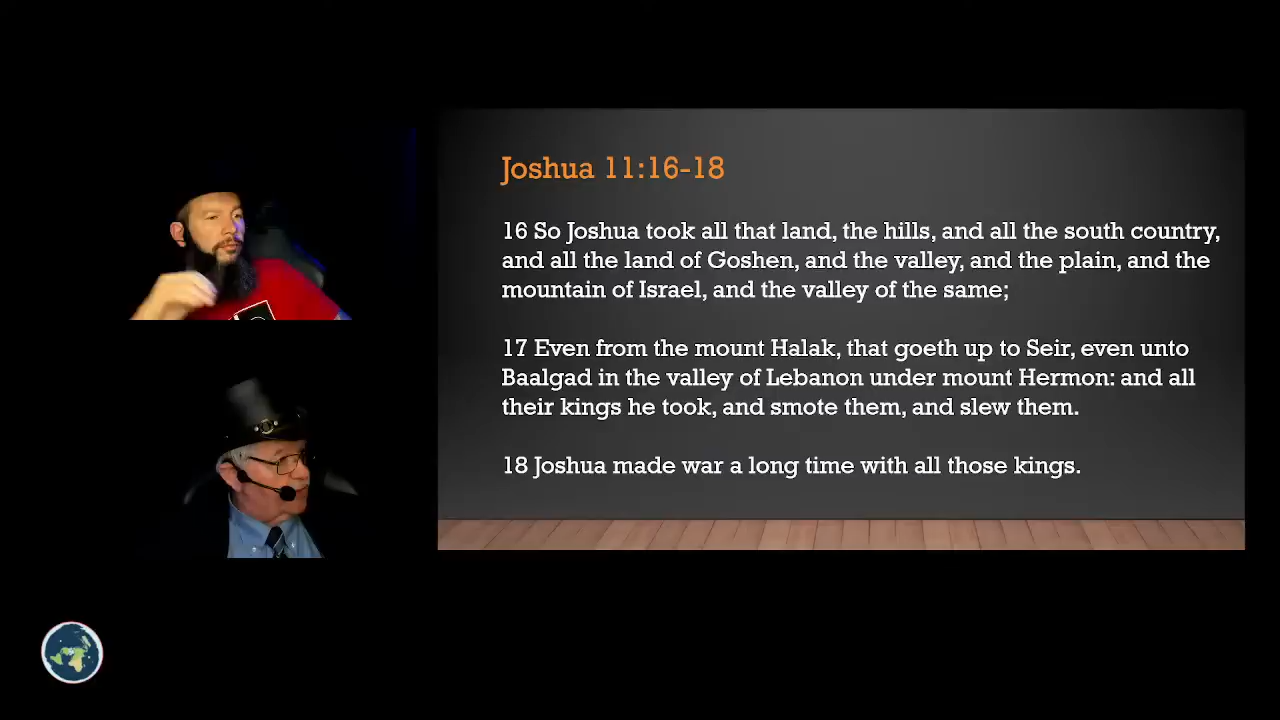 Joshua 11:16-18
16 So Joshua took all that land, the hills, and all the south country,
and all the land of Goshen, and the valley, and the plain, and the
mountain of Israel, and the valley of the same;
17 Even from the mount Halak, that goeth up to Seir, even unto
Baalgad in the valley of Lebanon under mount Hermon: and all
their kings he took, and smote them, and slew them.
18 Joshua made war a long time with all those kings.